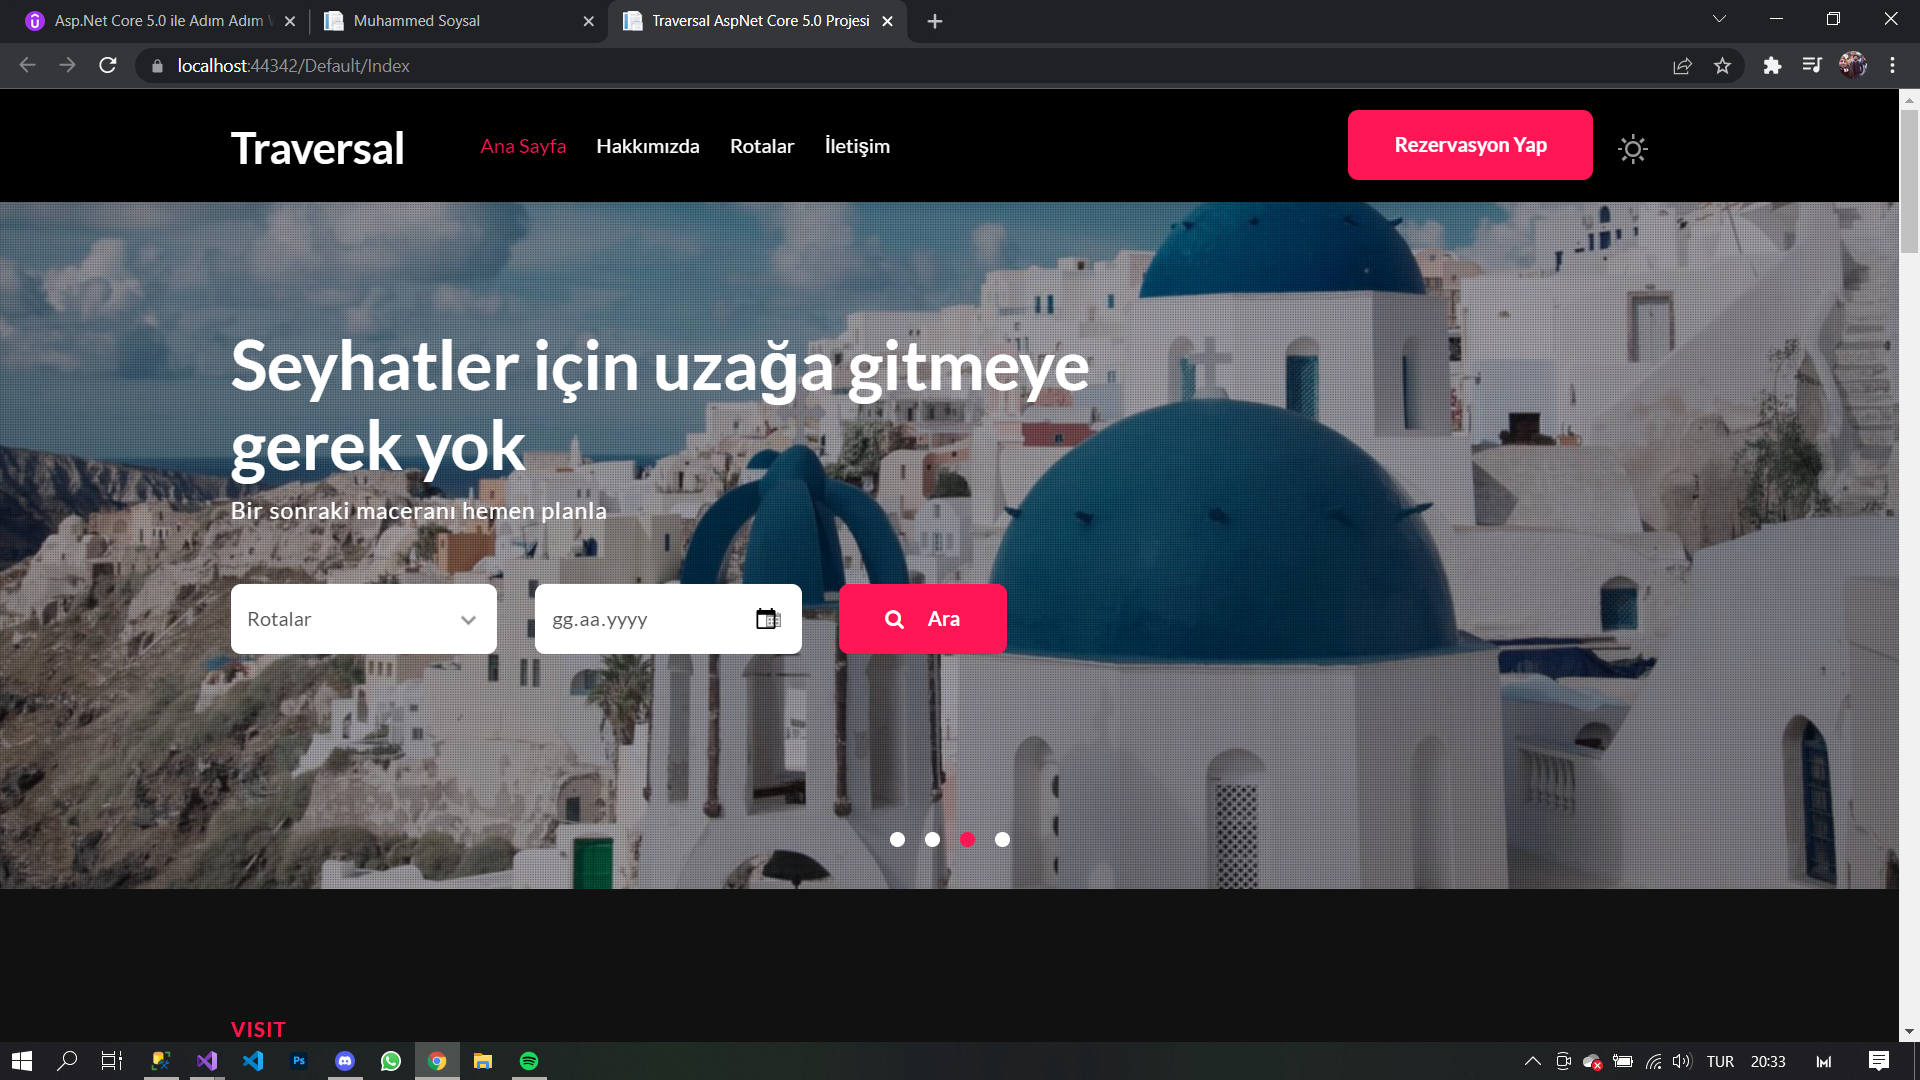 Asp.Net Core 5.0 ile Adım Adım
Muhammed Soysal
Traversal AspNet Core 5.0 Projesi
localhost:44342/Default/Index
Traversal
Ana Sayfa
Hakkımızda
Rotalar
İletişim
Rezervasyon Yap
Seyhatler için uzağa gitmeye
gerek yok
Bir sonraki maceranı hemen planla
Rotalar
gg.aa.yyyy
Ara
VISIT
Ps
TUR
20:33